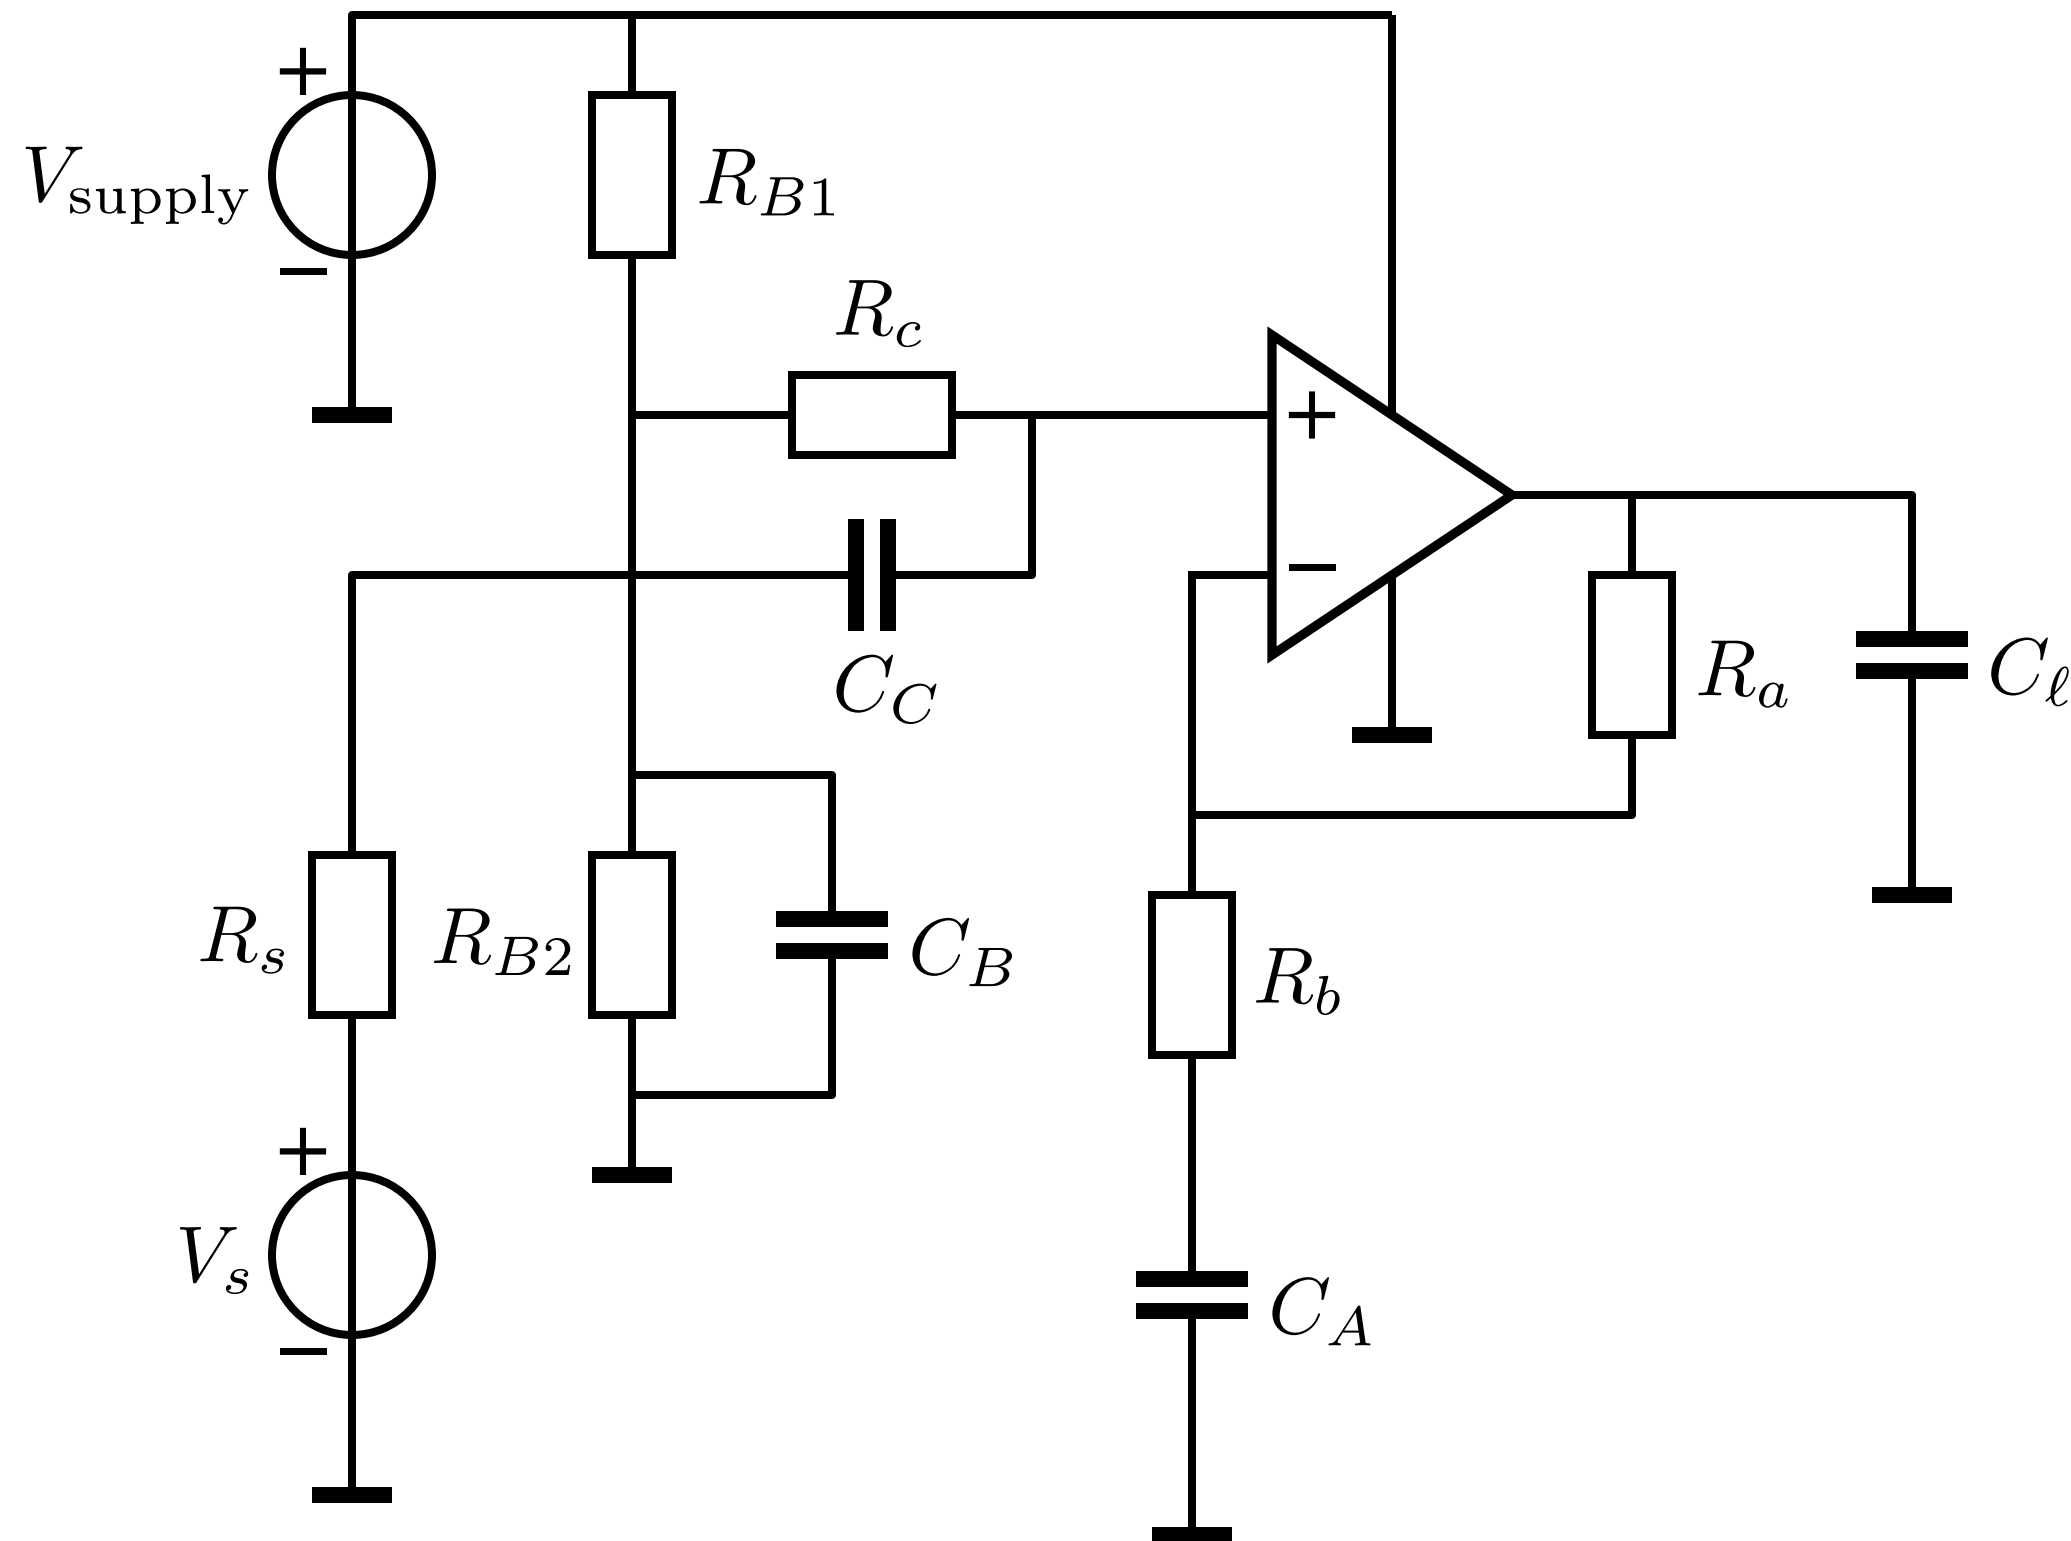 +
V_supply
−
R_B1
R_c
+
−
C_C
R_a
C_ℓ
R_s
R_B2
C_B
R_b
+
V_s
−
C_A